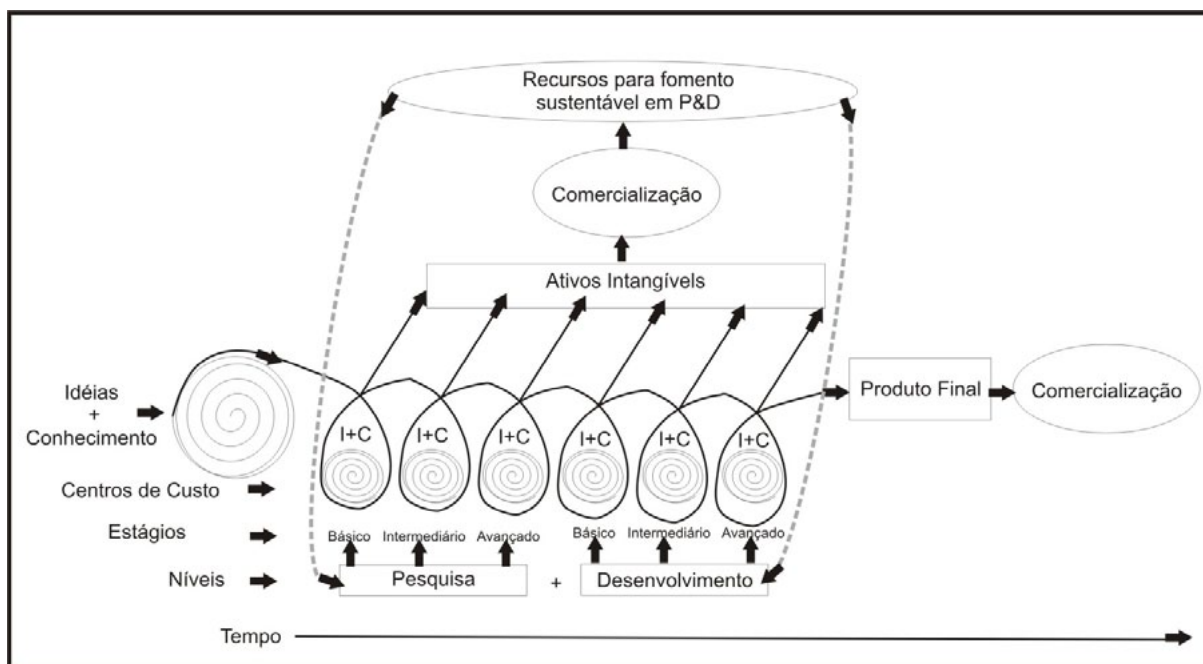 Recursos para fomento
sustentável em P&D
Comercialização
Ativos Intangívels
Idéias
+
Conhecimento
Produto Final
Comercialização
I+C
I+C
I+C
I+C
I+C
I+C
Centros de Custo
Estágios
Básico
Intermediário
Avançado
Básico
Intermediário
Avançado
Níveis
Pesquisa
+
Desenvolvimento
Tempo